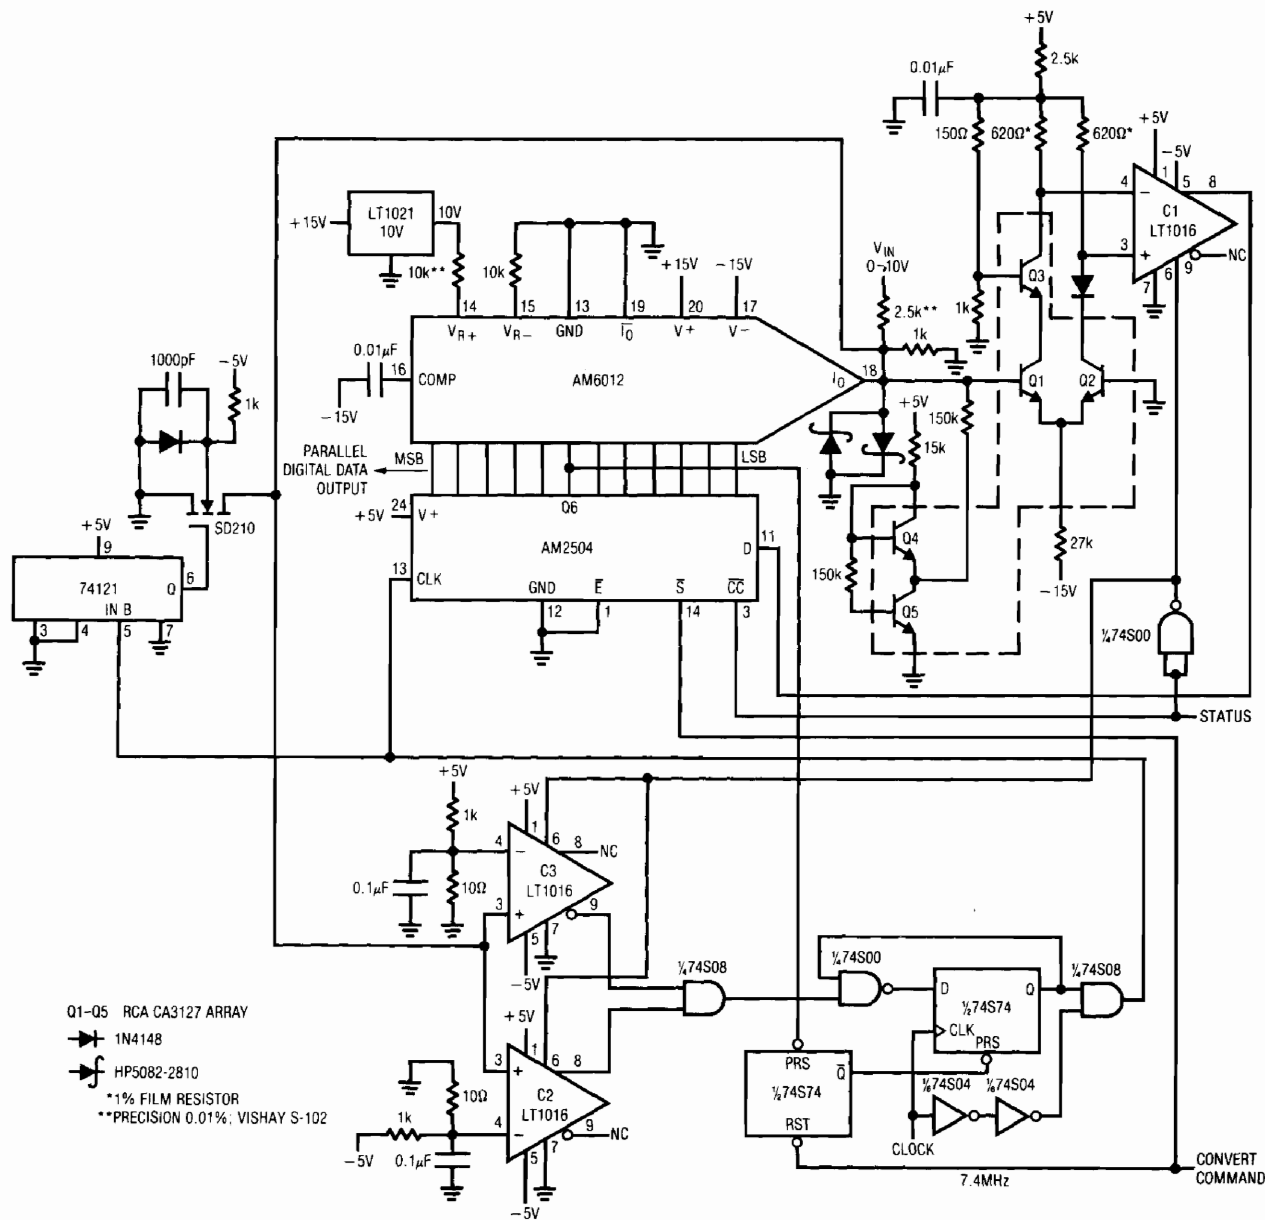 +5V
2.5k
0.01µF
150Ω
620Ω*
620Ω*
+5V
-5V
1
5
8
4
-
C1
LT1016
3
+
6
9
NC
7
LT1021
10V
10V
+15V
10k**
10k
+15V
-15V
VIN
0-10V
Q3
1k
14
15
13
19
20
17
VR+
VR-
GND
I0
V+
V-
2.5k**
1k
0.01µF
16
COMP
AM6012
IO
18
Q1
Q2
-15V
1000pF
-5V
1k
+5V
150k
15k
PARALLEL
DIGITAL DATA
OUTPUT
MSB
LSB
SD210
+5V
24
V+
Q6
AM2504
D
11
Q4
27k
-15V
+5V
9
6
74121
Q
IN B
3
4
5
7
13
CLK
GND
E
S
CC
12
1
14
3
150k
Q5
¼74S00
STATUS
+5V
1k
+5V
1
6
8
NC
4
-
C3
LT1016
0.1µF
10Ω
3
+
9
5
7
-5V
¼74S08
¼74S00
¼74S08
D
Q
½74S74
CLK
PRS
Q1-Q5 RCA CA3127 ARRAY
1N4148
HP5082-2810
*1% FILM RESISTOR
**PRECISION 0.01%; VISHAY S-102
+5V
1
6
8
3
+
C2
LT1016
10Ω
1k
4
-
9
NC
-5V
0.1µF
5
7
-5V
PRS
Q
½74S74
RST
⅙74S04
⅙74S04
CLOCK
7.4MHz
CONVERT
COMMAND